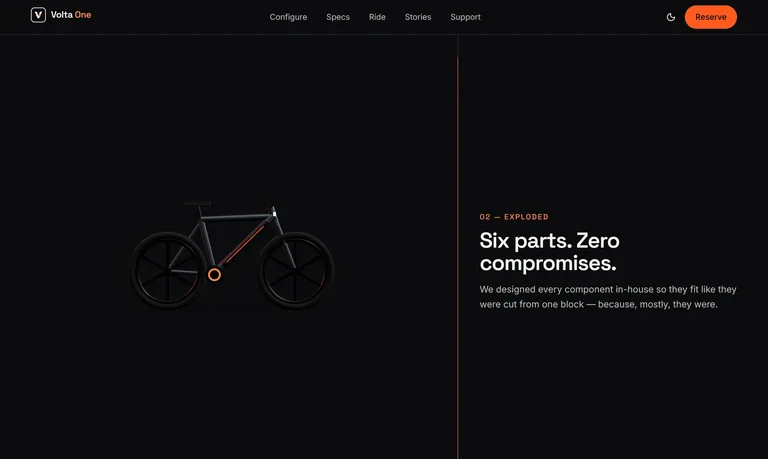 V Volta One
Configure Specs Ride Stories Support
Reserve
02 — EXPLODED
Six parts. Zero
compromises.
We designed every component in-house so they fit like they
were cut from one block — because, mostly, they were.